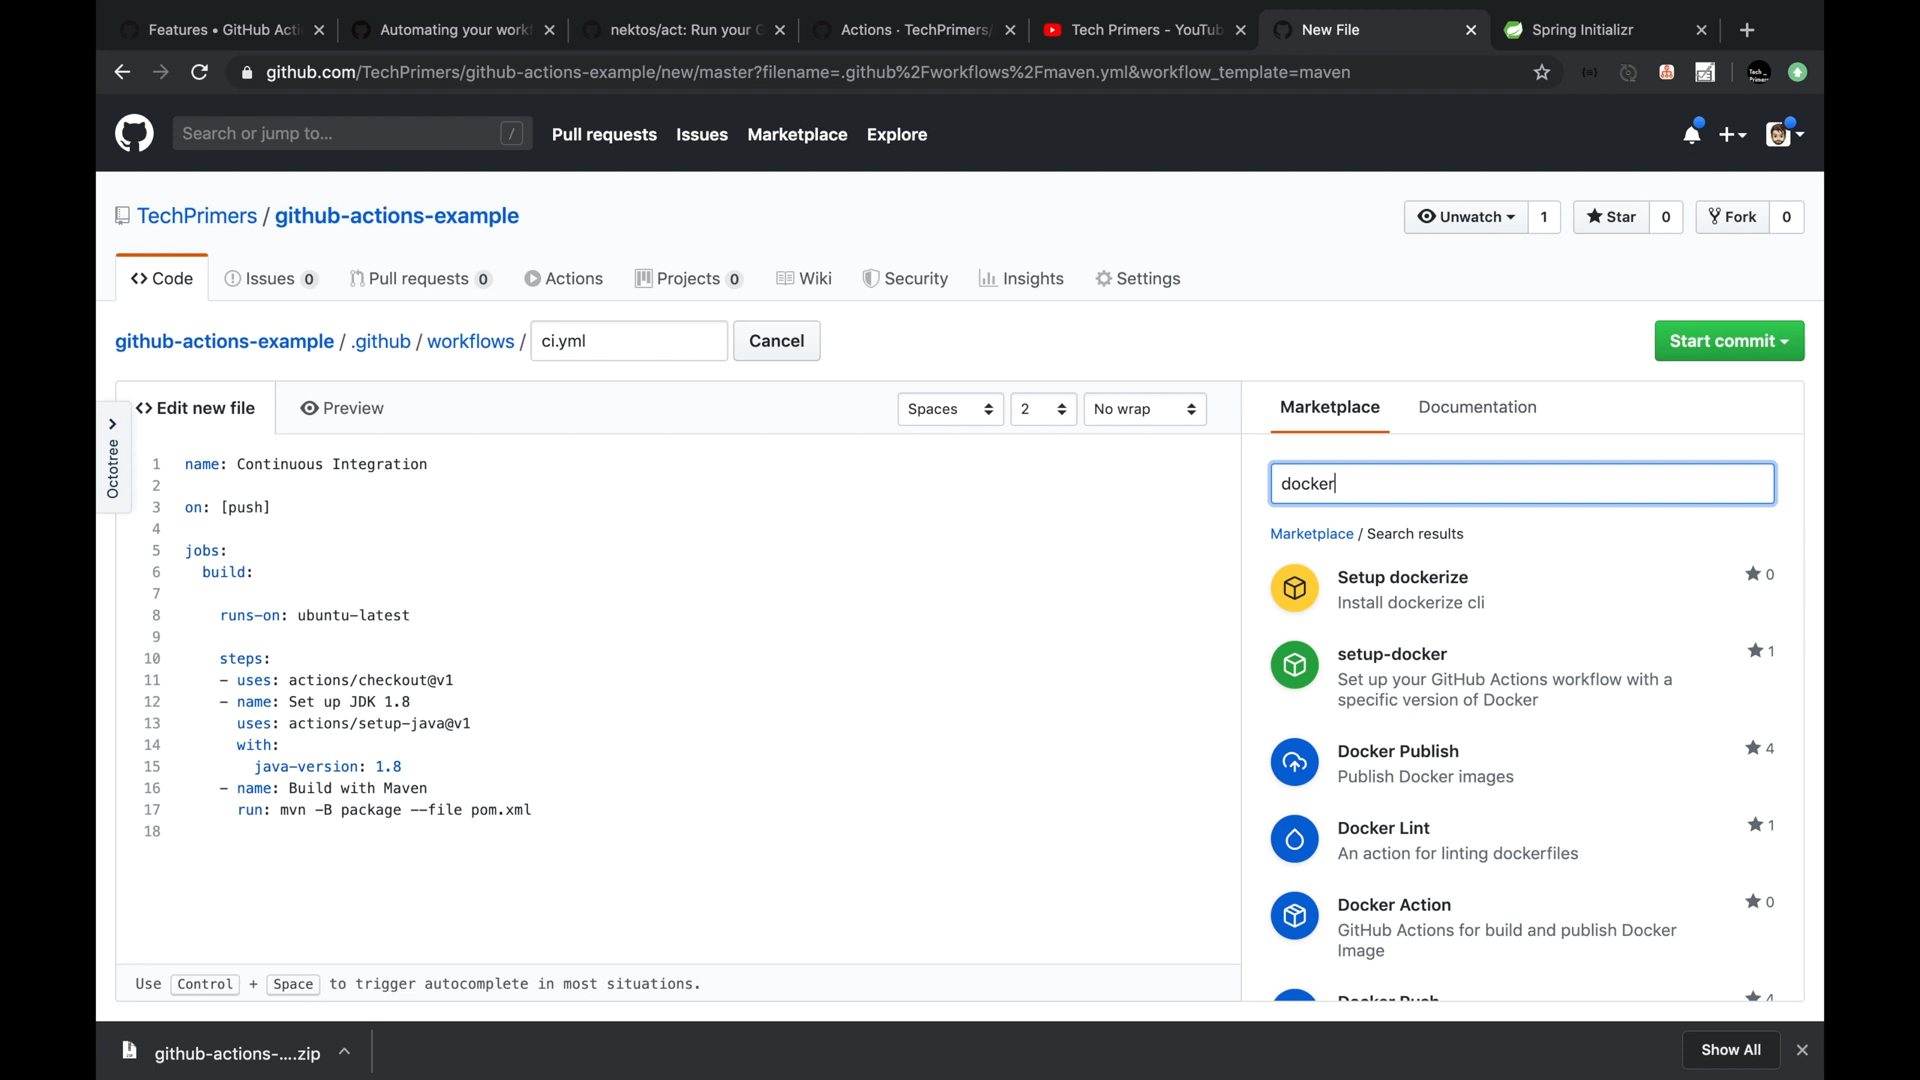 Features • GitHub Acti
Automating your workf
nektos/act: Run your G
Actions · TechPrimers/
Tech Primers - YouTub
New File
Spring Initializr
github.com/TechPrimers/github-actions-example/new/master?filename=.github%2Fworkflows%2Fmaven.yml&workflow_template=maven
Search or jump to... /
Pull requests Issues Marketplace Explore
TechPrimers / github-actions-example
Unwatch 1 Star 0 Fork 0
Code Issues 0 Pull requests 0 Actions Projects 0 Wiki Security Insights Settings
github-actions-example / .github / workflows / ci.yml Cancel Start commit
Edit new file Preview Spaces 2 No wrap
Octotree
1 name: Continuous Integration
2
3 on: [push]
4
5 jobs:
6 build:
7
8 runs-on: ubuntu-latest
9
10 steps:
11 - uses: actions/checkout@v1
12 - name: Set up JDK 1.8
13 uses: actions/setup-java@v1
14 with:
15 java-version: 1.8
16 - name: Build with Maven
17 run: mvn -B package --file pom.xml
18
Use Control + Space to trigger autocomplete in most situations.
Marketplace Documentation
docker
Marketplace / Search results
Setup dockerize 0
Install dockerize cli
setup-docker 1
Set up your GitHub Actions workflow with a
specific version of Docker
Docker Publish 4
Publish Docker images
Docker Lint 1
An action for linting dockerfiles
Docker Action 0
GitHub Actions for build and publish Docker
Image
Docker Push 4
github-actions-....zip
Show All